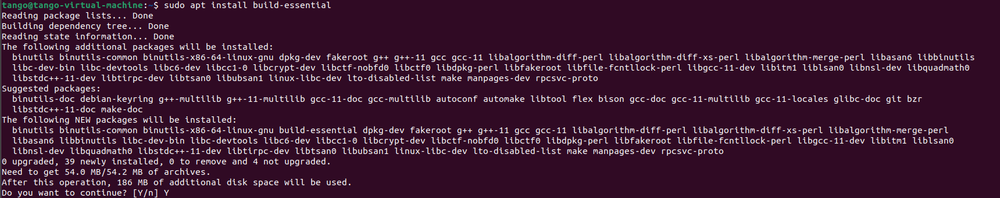 tango@tango-virtual-machine:~$ sudo apt install build-essential
Reading package lists... Done
Building dependency tree... Done
Reading state information... Done
The following additional packages will be installed:
  binutils binutils-common binutils-x86-64-linux-gnu dpkg-dev fakeroot g++ g++-11 gcc gcc-11 libalgorithm-diff-perl libalgorithm-diff-xs-perl libalgorithm-merge-perl libasan6 libbinutils
  libc-dev-bin libc-devtools libc6-dev libcc1-0 libcrypt-dev libctf-nobfd0 libctf0 libdpkg-perl libfakeroot libfile-fcntllock-perl libgcc-11-dev libitm1 liblsan0 libnsl-dev libquadmath0
  libstdc++-11-dev libtirpc-dev libtsan0 libubsan1 linux-libc-dev lto-disabled-list make manpages-dev rpcsvc-proto
Suggested packages:
  binutils-doc debian-keyring g++-multilib g++-11-multilib gcc-11-doc gcc-multilib autoconf automake libtool flex bison gcc-doc gcc-11-multilib gcc-11-locales glibc-doc git bzr
  libstdc++-11-doc make-doc
The following NEW packages will be installed:
  binutils binutils-common binutils-x86-64-linux-gnu build-essential dpkg-dev fakeroot g++ g++-11 gcc gcc-11 libalgorithm-diff-perl libalgorithm-diff-xs-perl libalgorithm-merge-perl
  libasan6 libbinutils libc-dev-bin libc-devtools libc6-dev libcc1-0 libcrypt-dev libctf-nobfd0 libctf0 libdpkg-perl libfakeroot libfile-fcntllock-perl libgcc-11-dev libitm1 liblsan0
  libnsl-dev libquadmath0 libstdc++-11-dev libtirpc-dev libtsan0 libubsan1 linux-libc-dev lto-disabled-list make manpages-dev rpcsvc-proto
0 upgraded, 39 newly installed, 0 to remove and 4 not upgraded.
Need to get 54.0 MB/54.2 MB of archives.
After this operation, 186 MB of additional disk space will be used.
Do you want to continue? [Y/n] Y